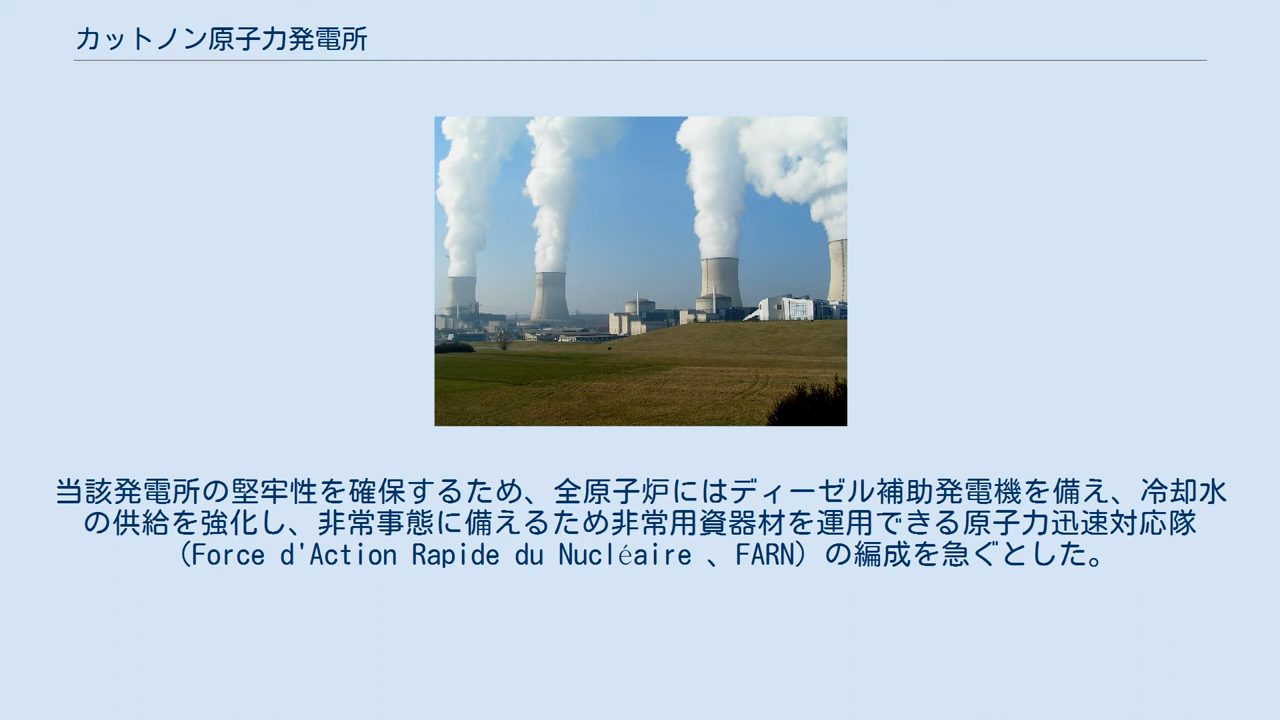 カットノン原子力発電所
当該発電所の堅牢性を確保するため、全原子炉にはディーゼル補助発電機を備え、冷却水
の供給を強化し、非常事態に備えるため非常用資器材を運用できる原子力迅速対応隊
（Force d'Action Rapide du Nucléaire 、FARN）の編成を急ぐとした。